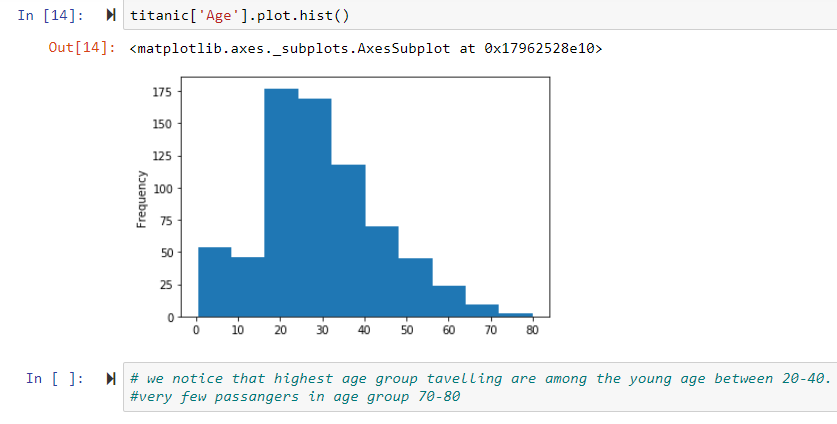 In [14]: titanic['Age'].plot.hist()
Out[14]: <matplotlib.axes._subplots.AxesSubplot at 0x17962528e10>
175
150
125
100
75
50
25
0
Frequency
0 10 20 30 40 50 60 70 80
In [ ]: # we notice that highest age group tavelling are among the young age between 20-40.
#very few passangers in age group 70-80